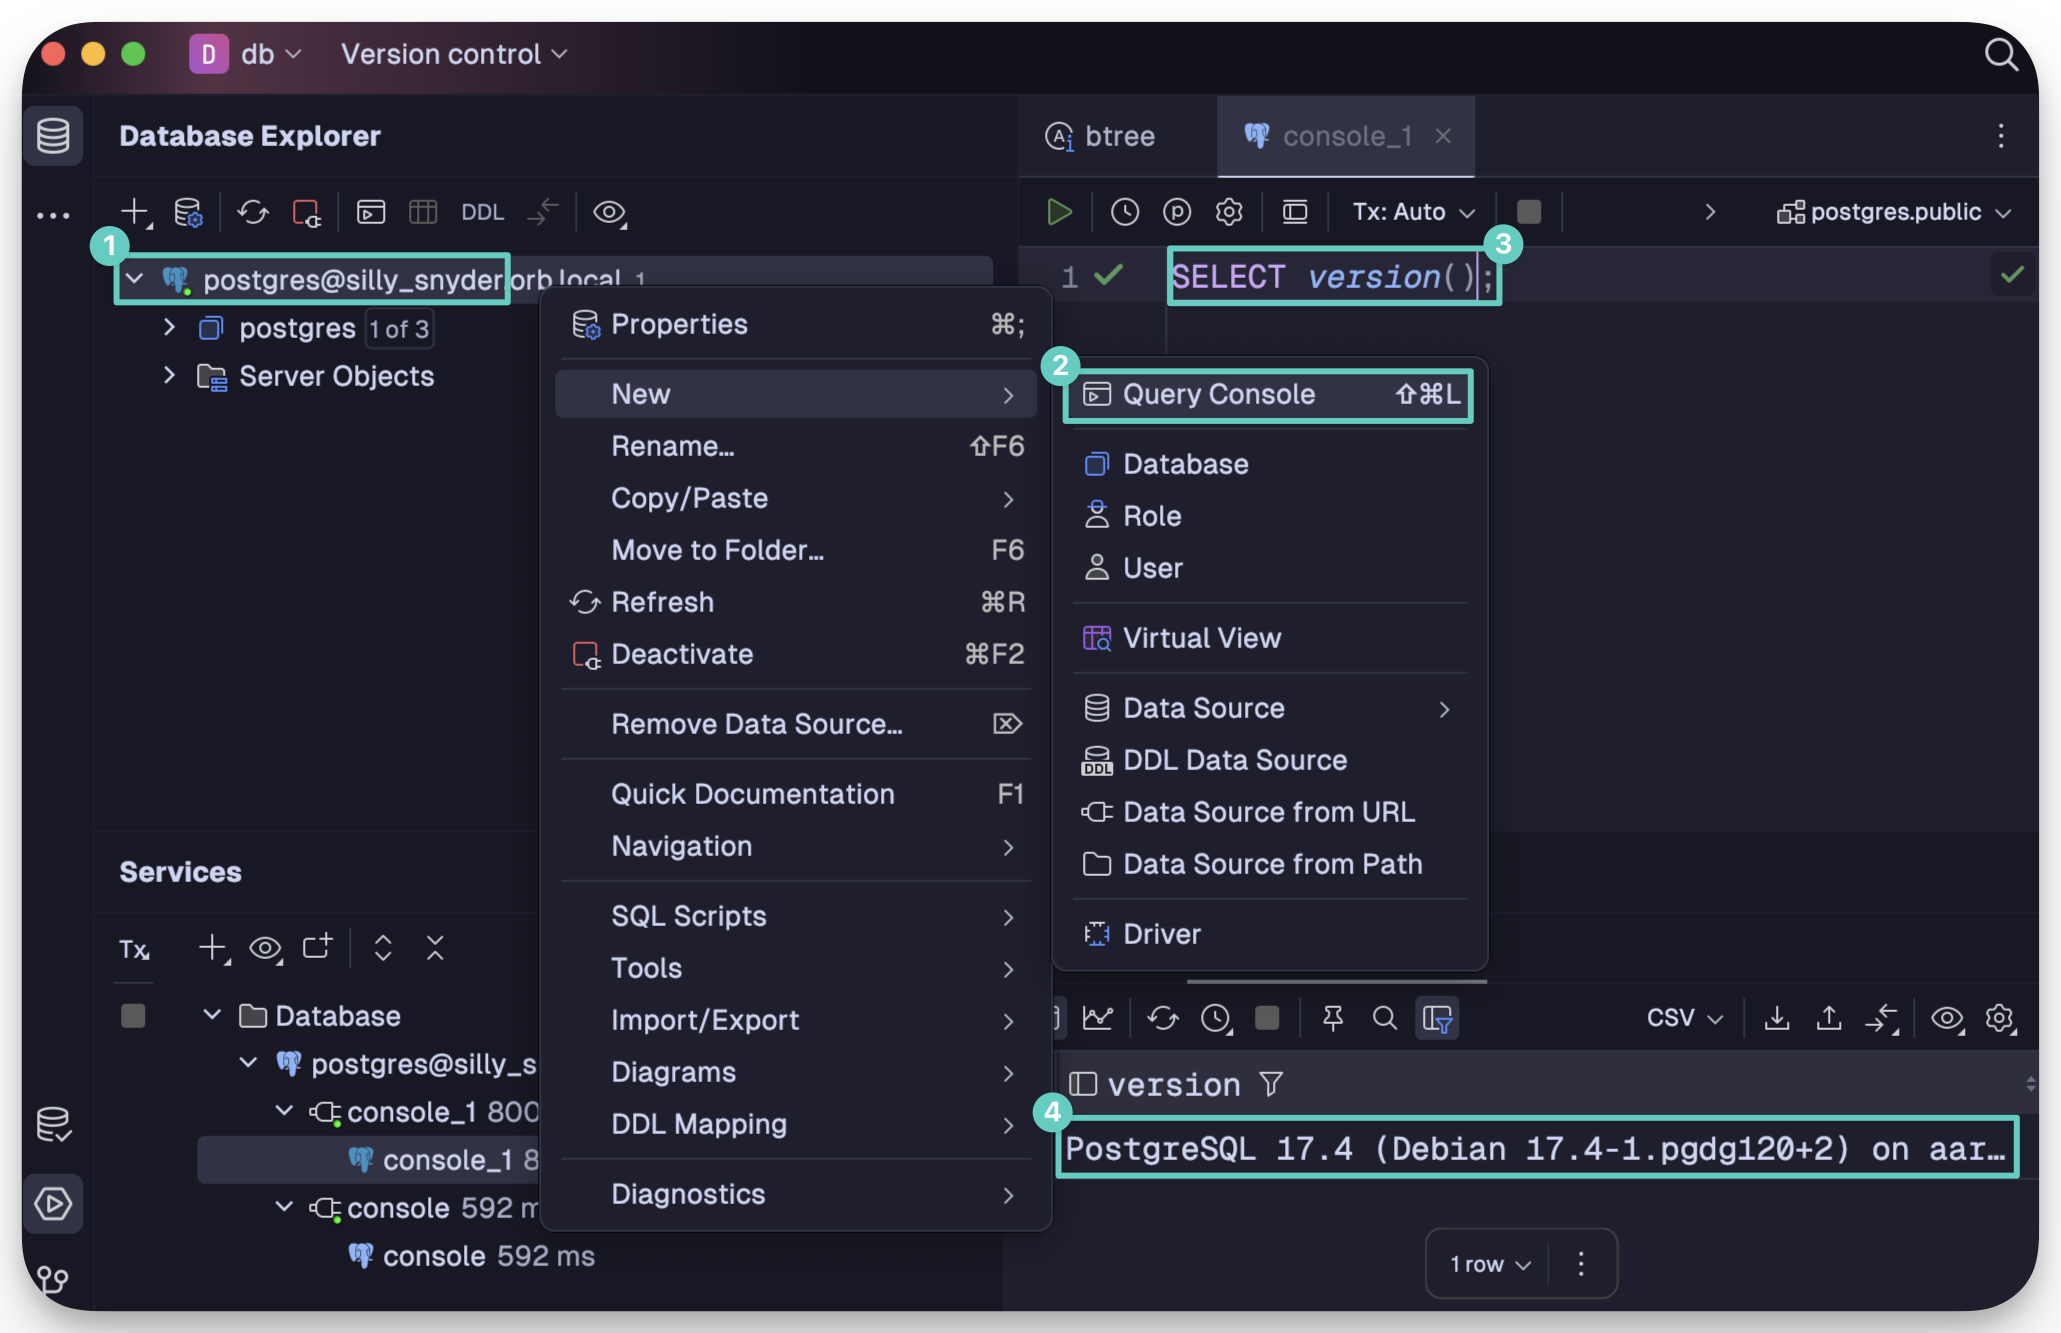 D db Version control
Database Explorer
btree
console_1
DDL
Tx: Auto
postgres.public
1
postgres@silly_snyder.orb.local 1
postgres 1 of 3
Server Objects
3
1 SELECT version();
Properties ⌘;
New
Rename... ⇧F6
Copy/Paste
Move to Folder... F6
Refresh ⌘R
Deactivate ⌘F2
Remove Data Source... ⌦
Quick Documentation F1
Navigation
SQL Scripts
Tools
Import/Export
Diagrams
DDL Mapping
Diagnostics
2
Query Console ⇧⌘L
Database
Role
User
Virtual View
Data Source
DDL Data Source
Data Source from URL
Data Source from Path
Driver
Services
Tx
Database
postgres@silly_s
console_1 800
console_1 8
console 592 m
console 592 ms
CSV
version
4
PostgreSQL 17.4 (Debian 17.4-1.pgdg120+2) on aar…
1 row